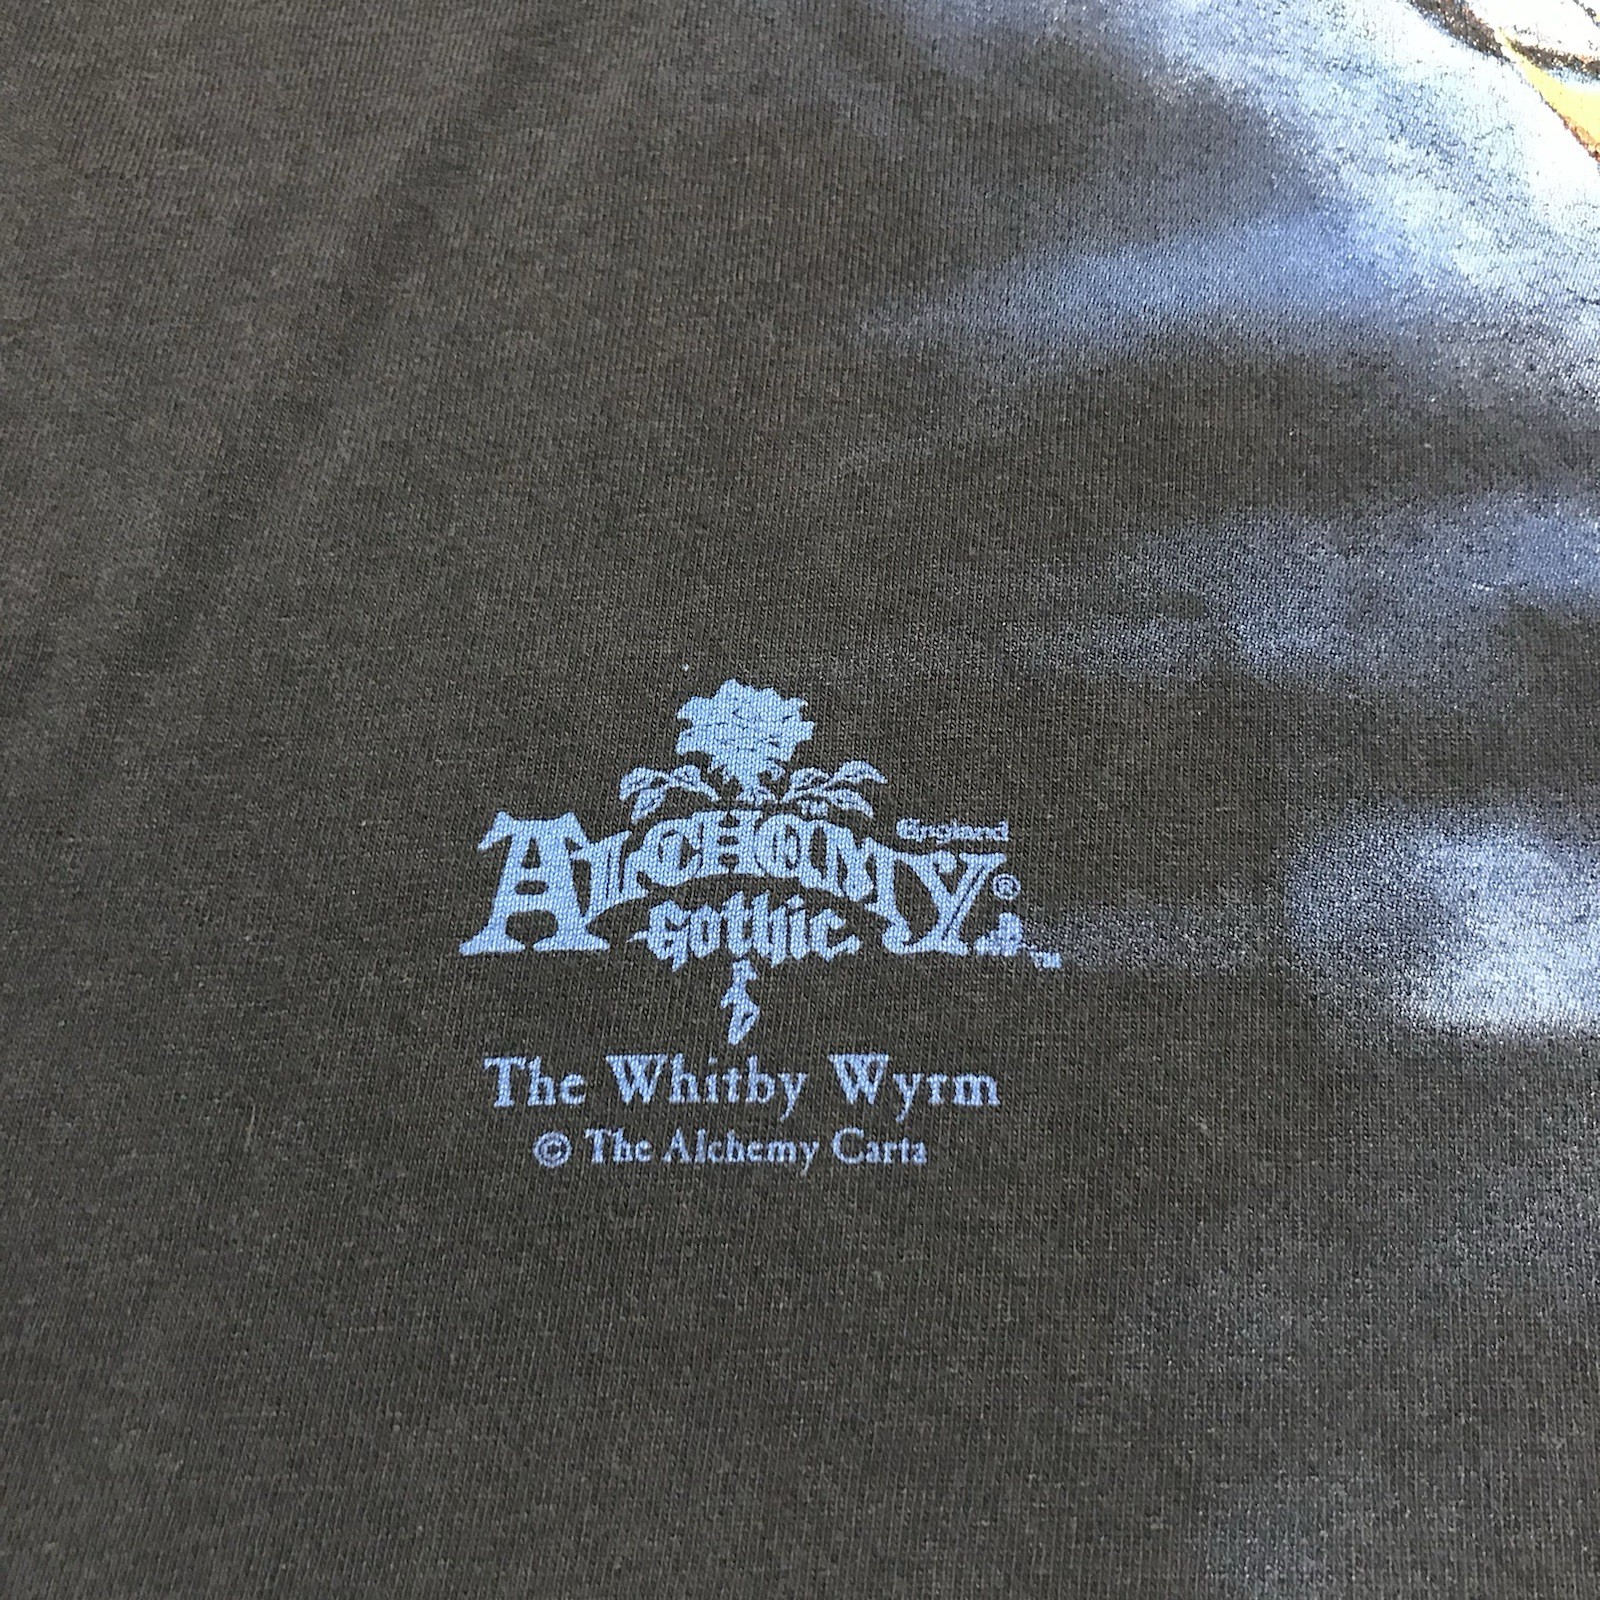 England
ALCHEMY®
Gothic
The Whitby Wyrm
© The Alchemy Carta